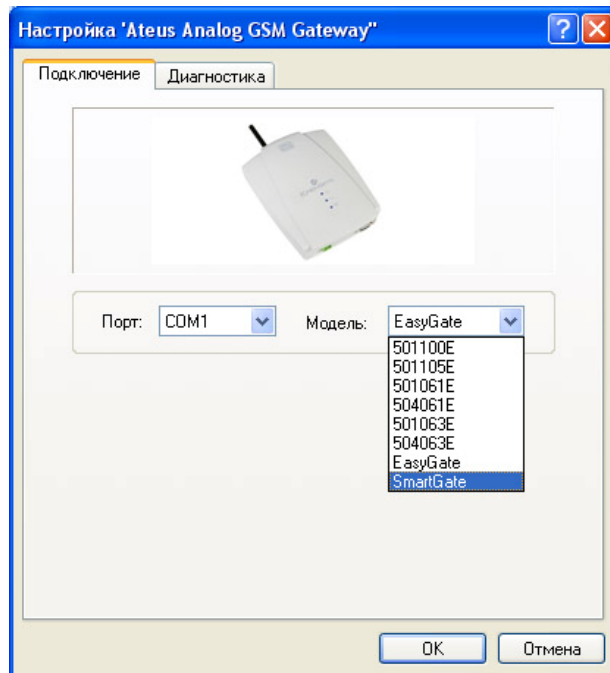 Настройка 'Ateus Analog GSM Gateway"
Подключение Диагностика
Порт: COM1 Модель: EasyGate
501100E
501105E
501061E
504061E
501063E
504063E
EasyGate
SmartGate
OK Отмена